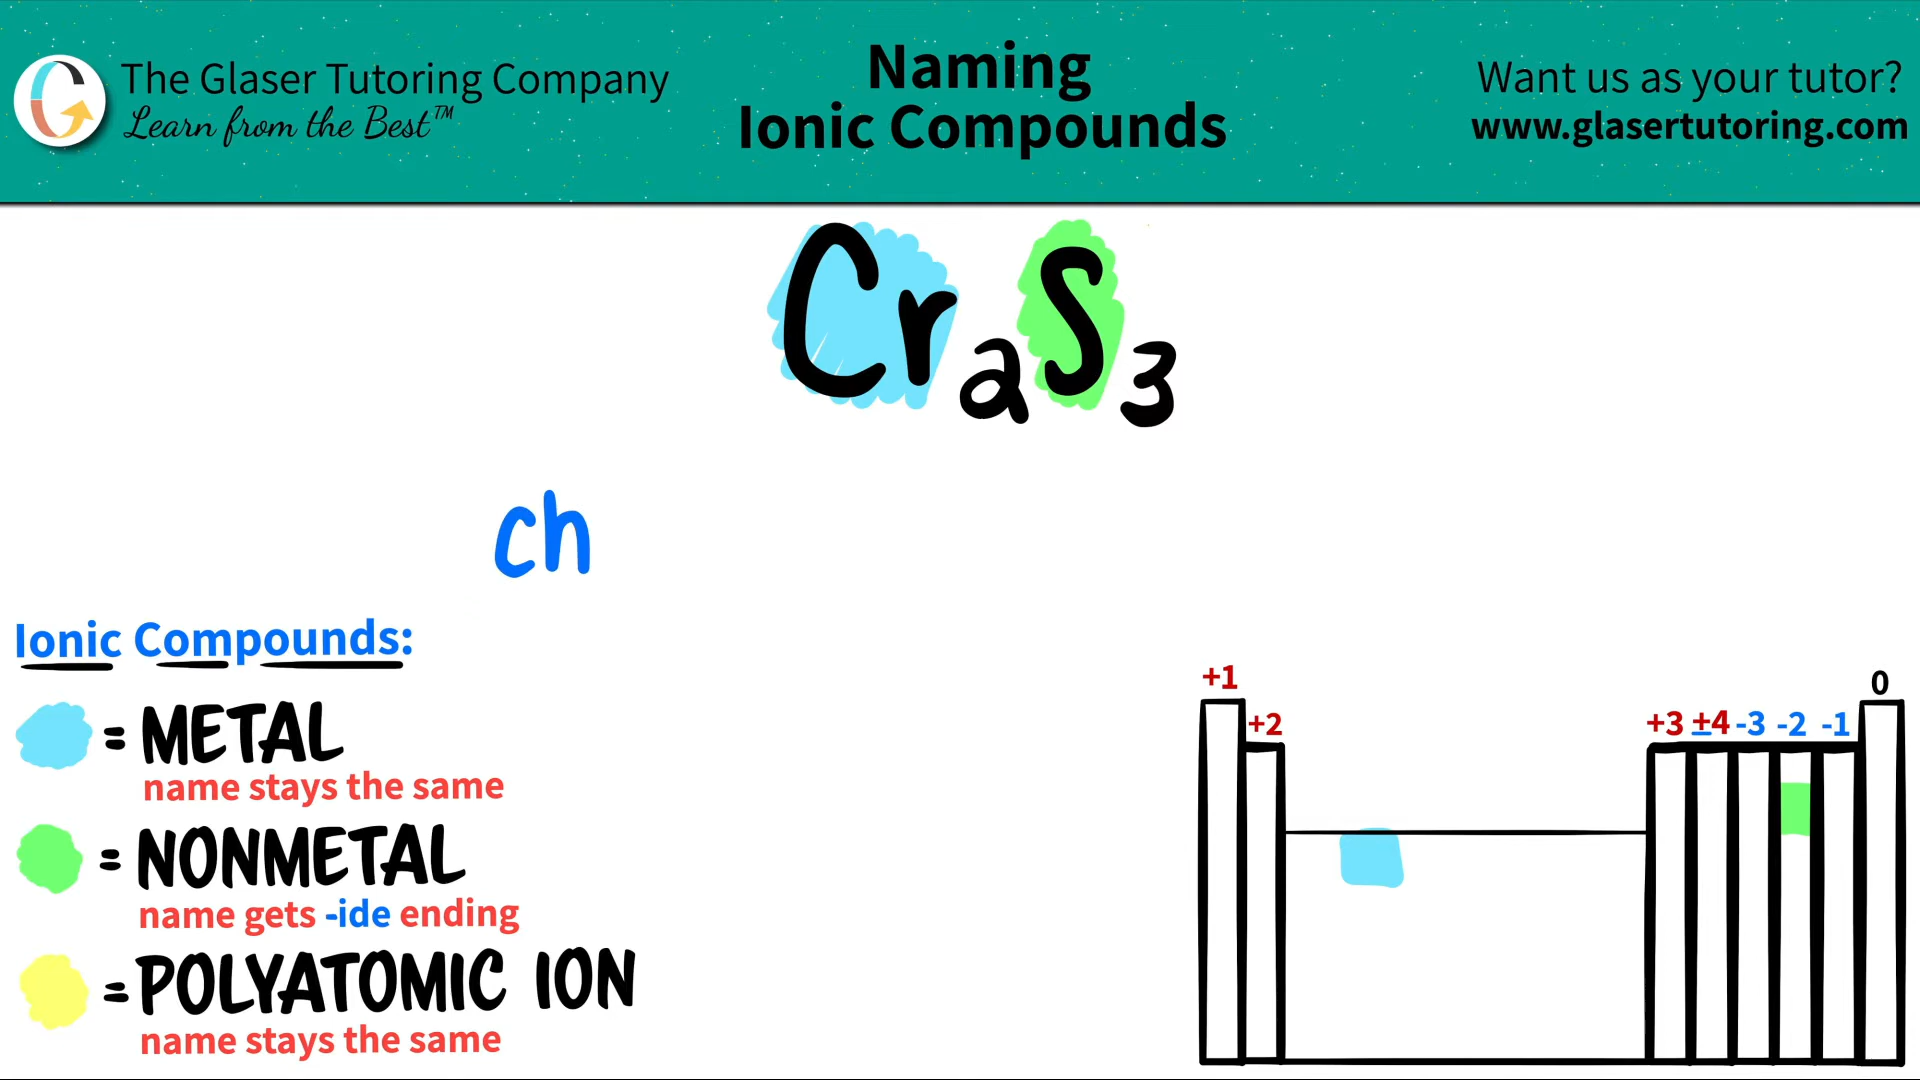 The Glaser Tutoring Company
Learn from the Best™
Naming
Ionic Compounds
Want us as your tutor?
www.glasertutoring.com
Cr₂S₃
ch
Ionic Compounds:
= METAL
name stays the same
= NONMETAL
name gets -ide ending
= POLYATOMIC ION
name stays the same
+1
0
+2
+3 ±4 -3 -2 -1